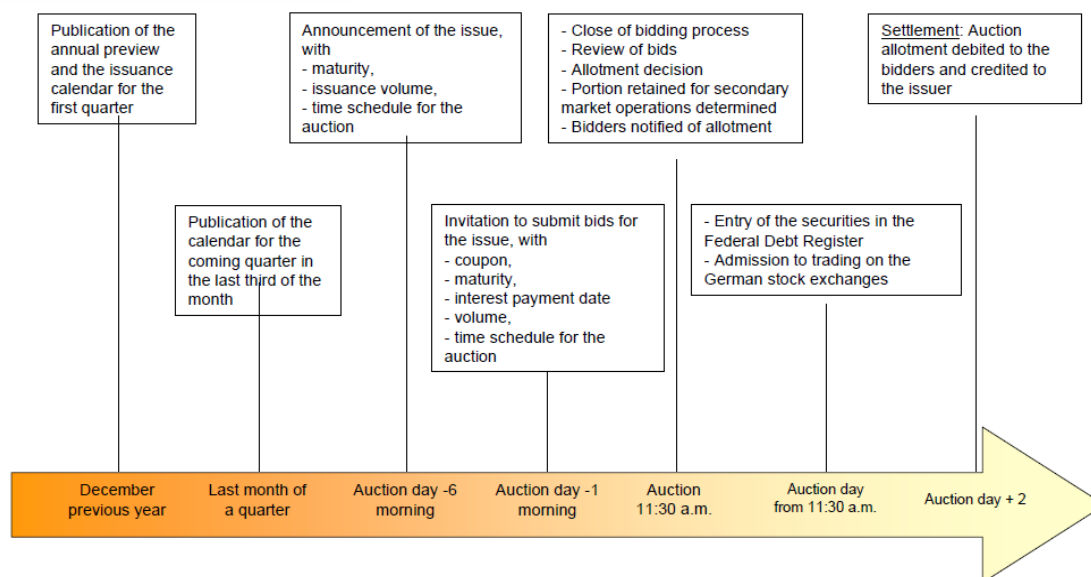 Publication of the
annual preview
and the issuance
calendar for the
first quarter
Announcement of the issue,
with
- maturity,
- issuance volume,
- time schedule for the
auction
- Close of bidding process
- Review of bids
- Allotment decision
- Portion retained for secondary
market operations determined
- Bidders notified of allotment
Settlement: Auction
allotment debited to the
bidders and credited to
the issuer
Publication of the
calendar for the
coming quarter in
the last third of the
month
Invitation to submit bids for
the issue, with
- coupon,
- maturity,
- interest payment date
- volume,
- time schedule for the
auction
- Entry of the securities in the
Federal Debt Register
- Admission to trading on the
German stock exchanges
December
previous year
Last month of
a quarter
Auction day -6
morning
Auction day -1
morning
Auction
11:30 a.m.
Auction day
from 11:30 a.m.
Auction day + 2